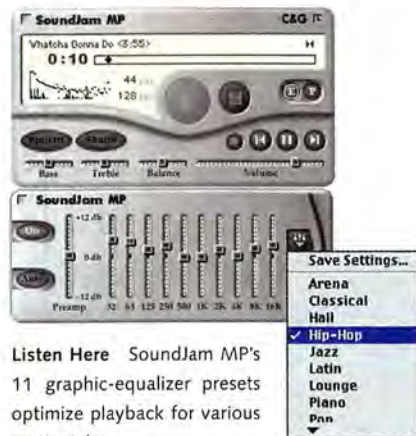 SoundJam MP C&G
Whatcha Gonna Do <3:55>
0:10
44
128
E P
Repeat Shuffle
Bass Treble Balance Volume
SoundJam MP
On
+12 db
0 db
Auto
-12 db
Preamp 32 64 125 250 500 1K 2K 4K 8K 16K
Save Settings...
Arena
Classical
Hall
✓ Hip-Hop
Jazz
Latin
Lounge
Piano
Pop
Listen Here SoundJam MP's
11 graphic-equalizer presets
optimize playback for various